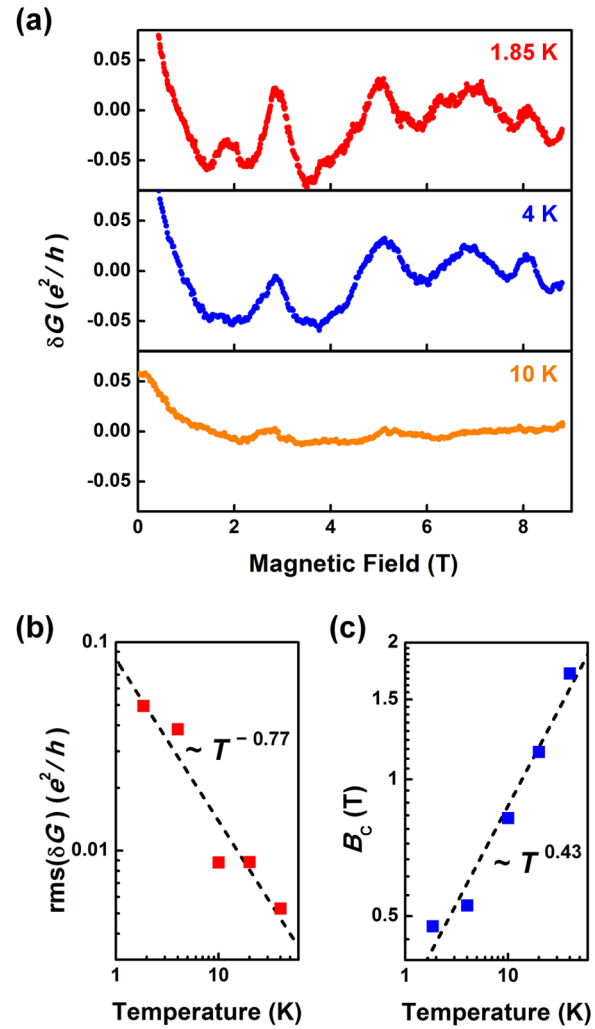 (a)
0.05
0.00
-0.05
1.85 K
0.05
0.00
-0.05
4 K
0.05
0.00
-0.05
10 K
δG (e²/h)
0 2 4 6 8
Magnetic Field (T)
(b)
0.1
0.01
rms(δG) (e²/h)
~ T⁻⁰·⁷⁷
1 10
Temperature (K)
(c)
2
1.5
1
0.5
B_C (T)
~ T⁰·⁴³
1 10
Temperature (K)